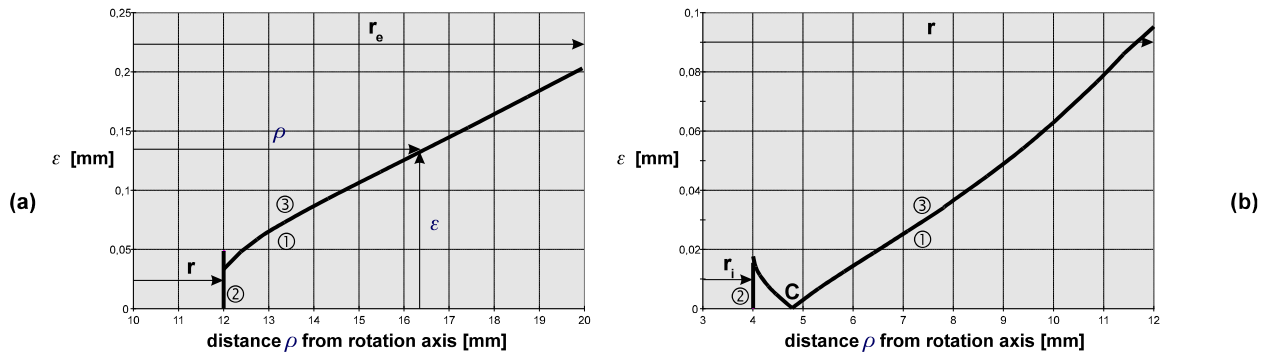 (a)
ε [mm]
0,25
0,2
0,15
0,1
0,05
0
rₑ
ρ
ε
③
①
r
②
10 11 12 13 14 15 16 17 18 19 20
distance ρ from rotation axis [mm]
(b)
ε [mm]
0,1
0,08
0,06
0,04
0,02
0
r
③
①
rᵢ
②
C
3 4 5 6 7 8 9 10 11 12
distance ρ from rotation axis [mm]